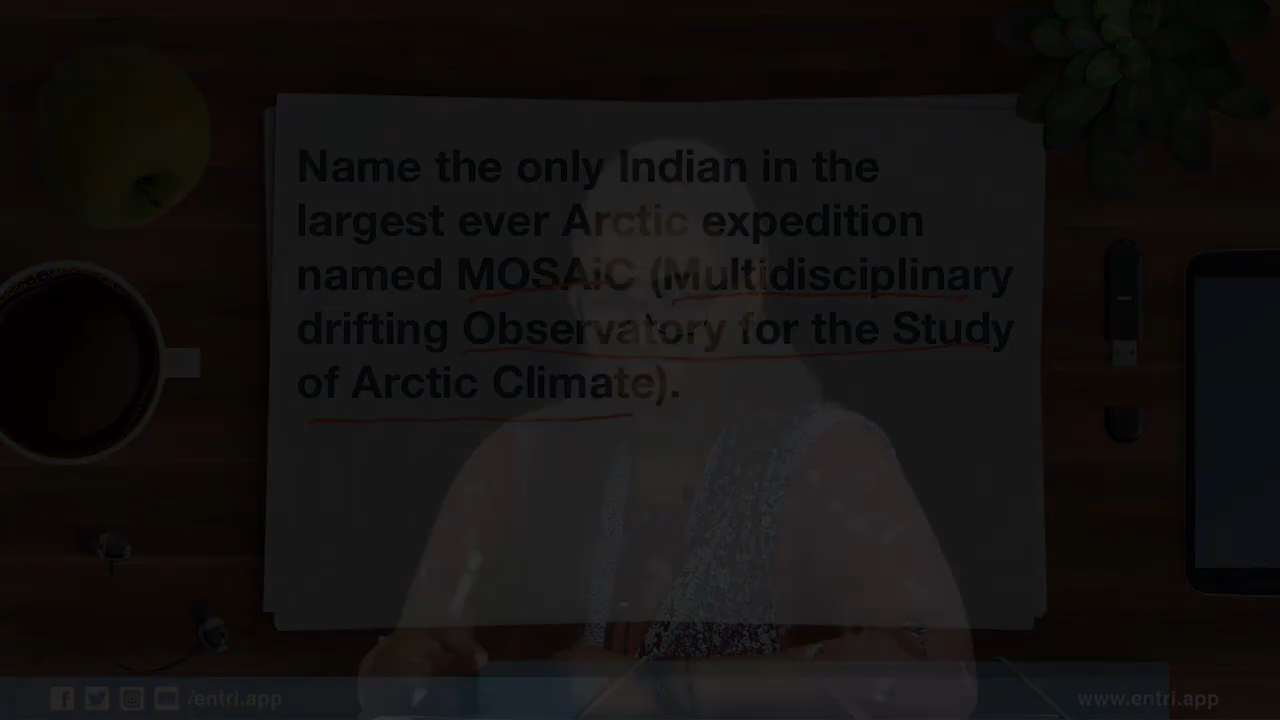 Name the only Indian in the
largest ever Arctic expedition
named MOSAiC (Multidisciplinary
drifting Observatory for the Study
of Arctic Climate).
/entri.app
www.entri.app